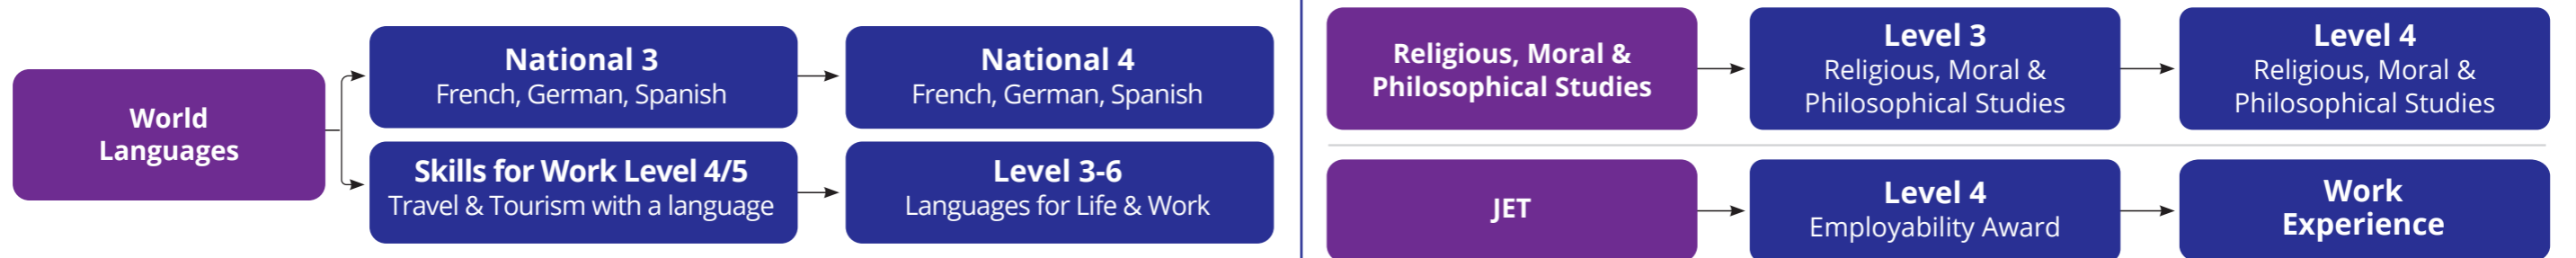 World
Languages
National 3
French, German, Spanish
National 4
French, German, Spanish
Skills for Work Level 4/5
Travel & Tourism with a language
Level 3-6
Languages for Life & Work
Religious, Moral &
Philosophical Studies
Level 3
Religious, Moral &
Philosophical Studies
Level 4
Religious, Moral &
Philosophical Studies
JET
Level 4
Employability Award
Work
Experience